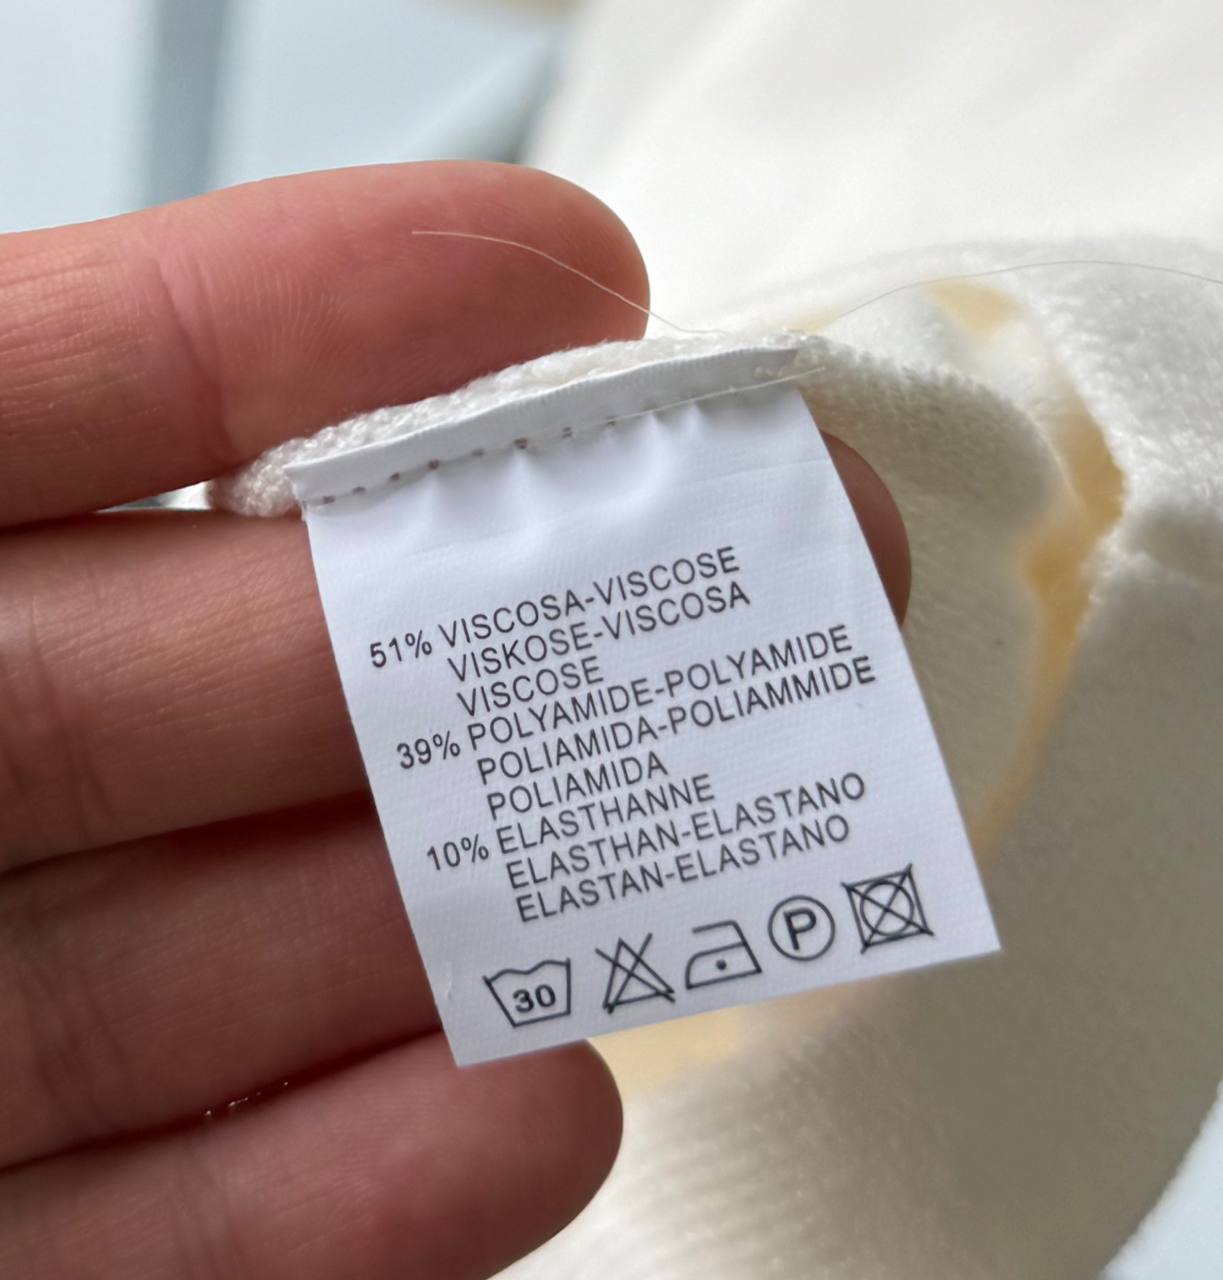 51% VISCOSA-VISCOSE
VISKOSE-VISCOSA
VISCOSE
39% POLYAMIDE-POLYAMIDE
POLIAMIDA-POLIAMMIDE
POLIAMIDA
10% ELASTHANNE
ELASTHAN-ELASTANO
ELASTAN-ELASTANO
30 P